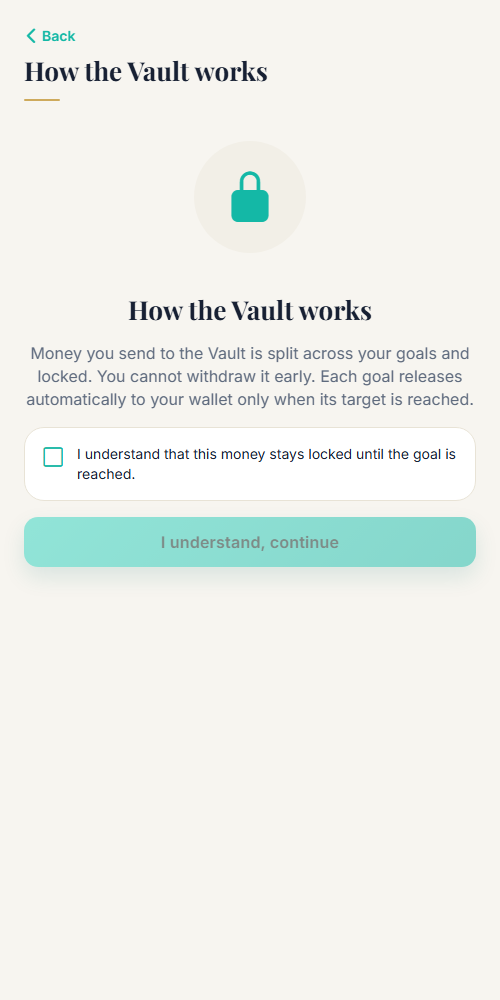 Back
How the Vault works
How the Vault works
Money you send to the Vault is split across your goals and
locked. You cannot withdraw it early. Each goal releases
automatically to your wallet only when its target is reached.
I understand that this money stays locked until the goal is
reached.
I understand, continue